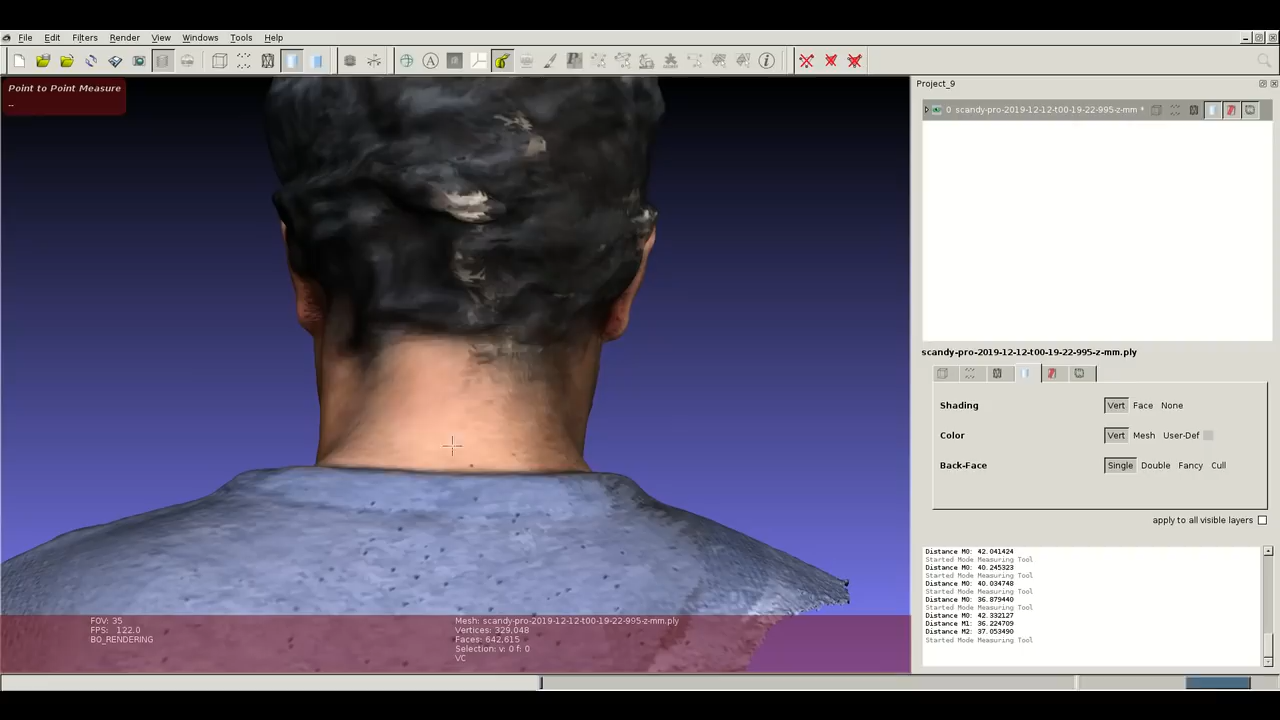 File Edit Filters Render View Windows Tools Help
Point to Point Measure
--
Project_9
0 scandy-pro-2019-12-12-t00-19-22-995-z-mm *
scandy-pro-2019-12-12-t00-19-22-995-z-mm.ply
Shading Vert Face None
Color Vert Mesh User-Def
Back-Face Single Double Fancy Cull
apply to all visible layers
Distance M0: 42.041424
Started Mode Measuring Tool
Distance M0: 40.245323
Started Mode Measuring Tool
Distance M0: 40.034748
Started Mode Measuring Tool
Distance M0: 36.879440
Started Mode Measuring Tool
Distance M0: 42.332127
Distance M1: 36.224709
Distance M2: 37.053490
Started Mode Measuring Tool
FOV: 35
FPS: 122.0
BO_RENDERING
Mesh: scandy-pro-2019-12-12-t00-19-22-995-z-mm.ply
Vertices: 329,048
Faces: 642,615
Selection: v: 0 f: 0
VC